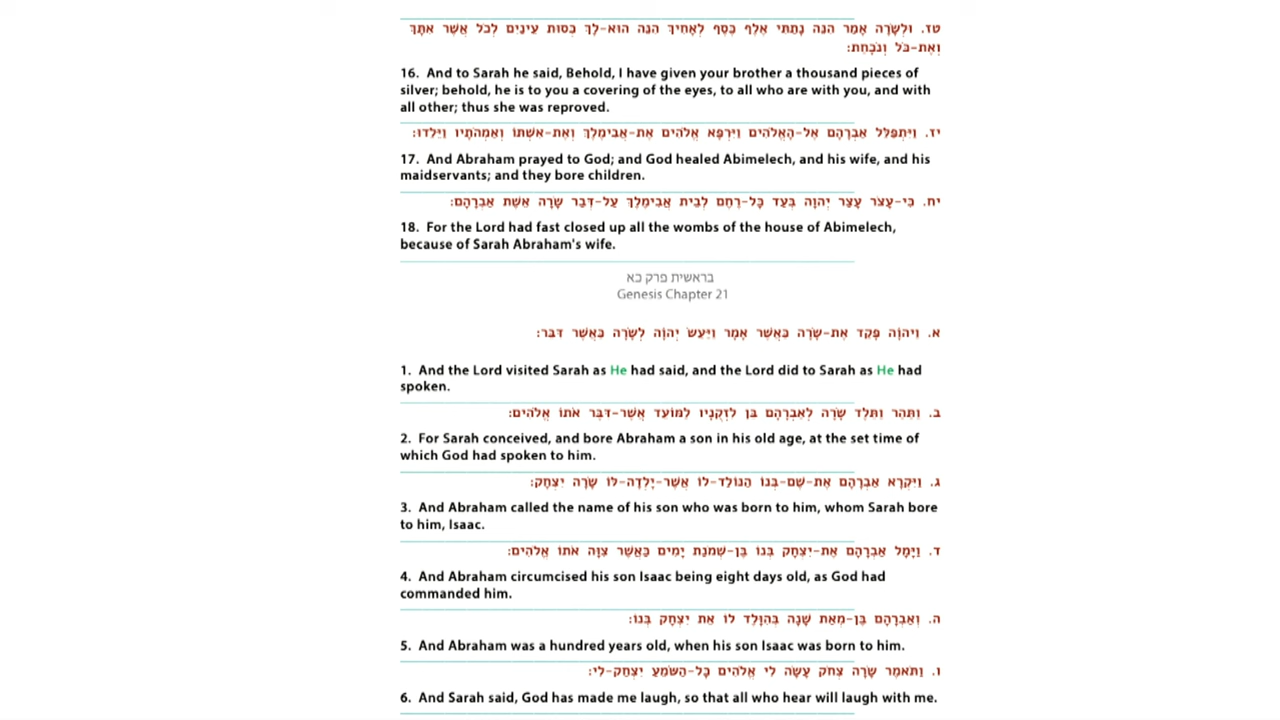 טז. וּלְשָׂרָה אָמַר הִנֵּה נָתַתִּי אֶלֶף כֶּסֶף לְאָחִיךְ הִנֵּה הוּא-לָךְ כְּסוּת עֵינַיִם לְכֹל אֲשֶׁר אִתָּךְ
וְאֶת-כֹּל וְנֹכָחַת:
16. And to Sarah he said, Behold, I have given your brother a thousand pieces of
silver; behold, he is to you a covering of the eyes, to all who are with you, and with
all other; thus she was reproved.
יז. וַיִּתְפַּלֵּל אַבְרָהָם אֶל-הָאֱלֹהִים וַיִּרְפָּא אֱלֹהִים אֶת-אֲבִימֶלֶךְ וְאֶת-אִשְׁתּוֹ וְאַמְהֹתָיו וַיֵּלֵדוּ:
17. And Abraham prayed to God; and God healed Abimelech, and his wife, and his
maidservants; and they bore children.
יח. כִּי-עָצֹר עָצַר יְהוָה בְּעַד כָּל-רֶחֶם לְבֵית אֲבִימֶלֶךְ עַל-דְּבַר שָׂרָה אֵשֶׁת אַבְרָהָם:
18. For the Lord had fast closed up all the wombs of the house of Abimelech,
because of Sarah Abraham's wife.
בראשית פרק כא
Genesis Chapter 21
א. וַיהוָה פָּקַד אֶת-שָׂרָה כַּאֲשֶׁר אָמָר וַיַּעַשׂ יְהוָה לְשָׂרָה כַּאֲשֶׁר דִּבֵּר:
1. And the Lord visited Sarah as He had said, and the Lord did to Sarah as He had
spoken.
ב. וַתַּהַר וַתֵּלֶד שָׂרָה לְאַבְרָהָם בֵּן לִזְקֻנָיו לַמּוֹעֵד אֲשֶׁר-דִּבֶּר אֹתוֹ אֱלֹהִים:
2. For Sarah conceived, and bore Abraham a son in his old age, at the set time of
which God had spoken to him.
ג. וַיִּקְרָא אַבְרָהָם אֶת-שֶׁם-בְּנוֹ הַנּוֹלַד-לוֹ אֲשֶׁר-יָלְדָה-לּוֹ שָׂרָה יִצְחָק:
3. And Abraham called the name of his son who was born to him, whom Sarah bore
to him, Isaac.
ד. וַיָּמָל אַבְרָהָם אֶת-יִצְחָק בְּנוֹ בֶּן-שְׁמֹנַת יָמִים כַּאֲשֶׁר צִוָּה אֹתוֹ אֱלֹהִים:
4. And Abraham circumcised his son Isaac being eight days old, as God had
commanded him.
ה. וְאַבְרָהָם בֶּן-מְאַת שָׁנָה בְּהִוָּלֶד לוֹ אֵת יִצְחָק בְּנוֹ:
5. And Abraham was a hundred years old, when his son Isaac was born to him.
ו. וַתֹּאמֶר שָׂרָה צְחֹק עָשָׂה לִי אֱלֹהִים כָּל-הַשֹּׁמֵעַ יִצְחַק-לִי:
6. And Sarah said, God has made me laugh, so that all who hear will laugh with me.